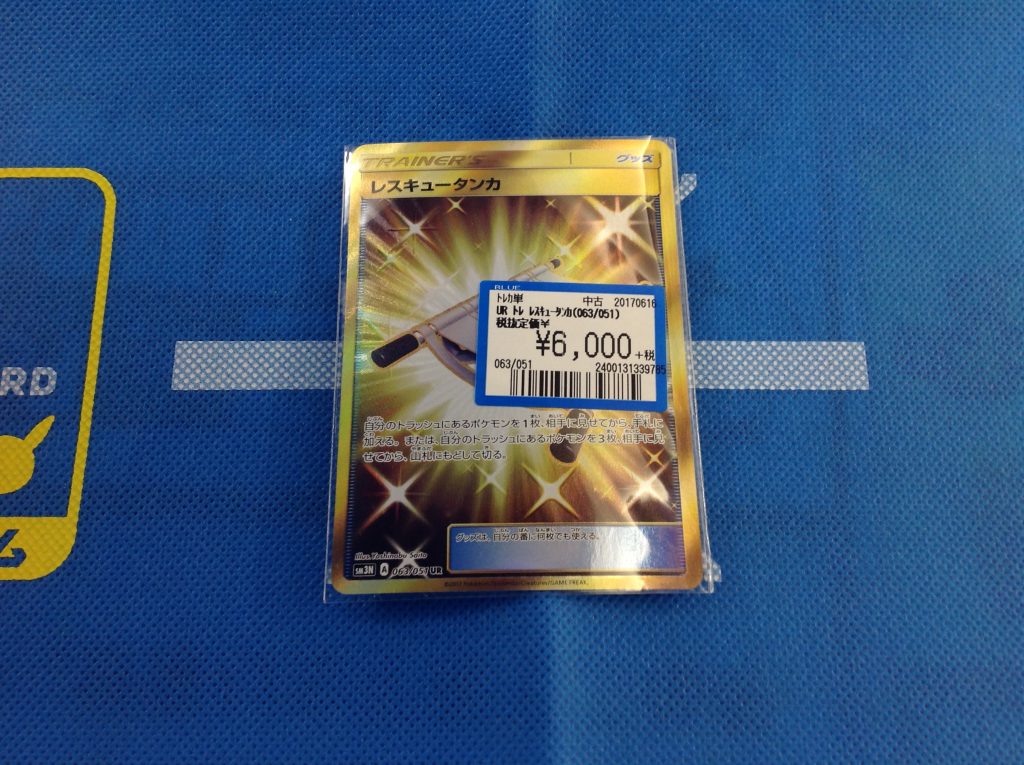 TRAINER'S
グッズ
レスキュータンカ
BLUE
ﾄﾚｶ単 中古 20170616
UR ﾄﾚ ﾚｽｷｭｰﾀﾝｶ(063/051)
税抜定価¥
¥6,000+税
063/051 2400131339785
自分のトラッシュにあるポケモンを1枚、相手に見せてから、手札に
加える。または、自分のトラッシュにあるポケモンを3枚、相手に見
せてから、山札にもどして切る。
グッズは、自分の番に何枚でも使える。
Illus. Yoshinobu Saito
SM3N A 063/051 UR
©2017 Pokémon/Nintendo/Creatures/GAME FREAK.
ARD